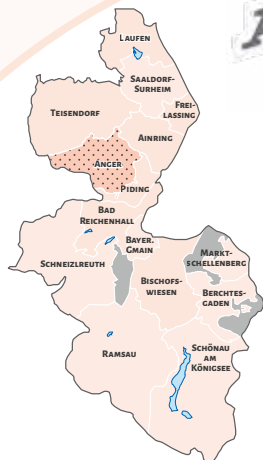 LAUFEN
SAALDORF-
SURHEIM
FREI-
LASSING
TEISENDORF
AINRING
ANGER
PIDING
BAD
REICHENHALL
BAYER.
GMAIN
MARKT-
SCHELLENBERG
SCHNEIZLREUTH
BISCHOFS-
WIESEN
BERCHTES-
GADEN
RAMSAU
SCHÖNAU
AM
KÖNIGSEE